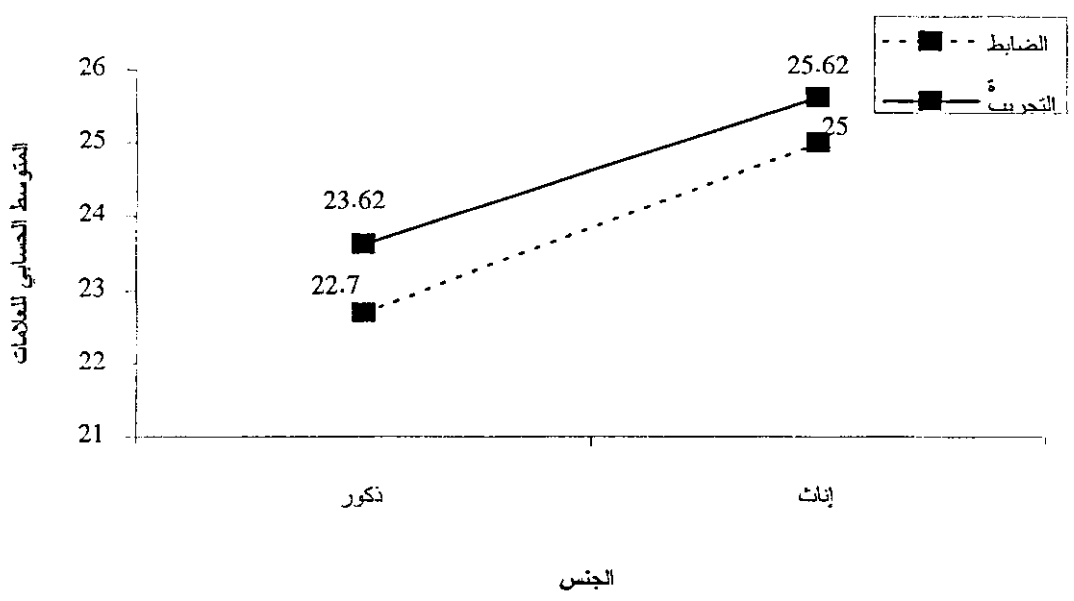 الضابط
التجريب
ة
26
25
24
23
22
21
25.62
25
23.62
22.7
المتوسط الحسابي للعلامات
ذكور
إناث
الجنس